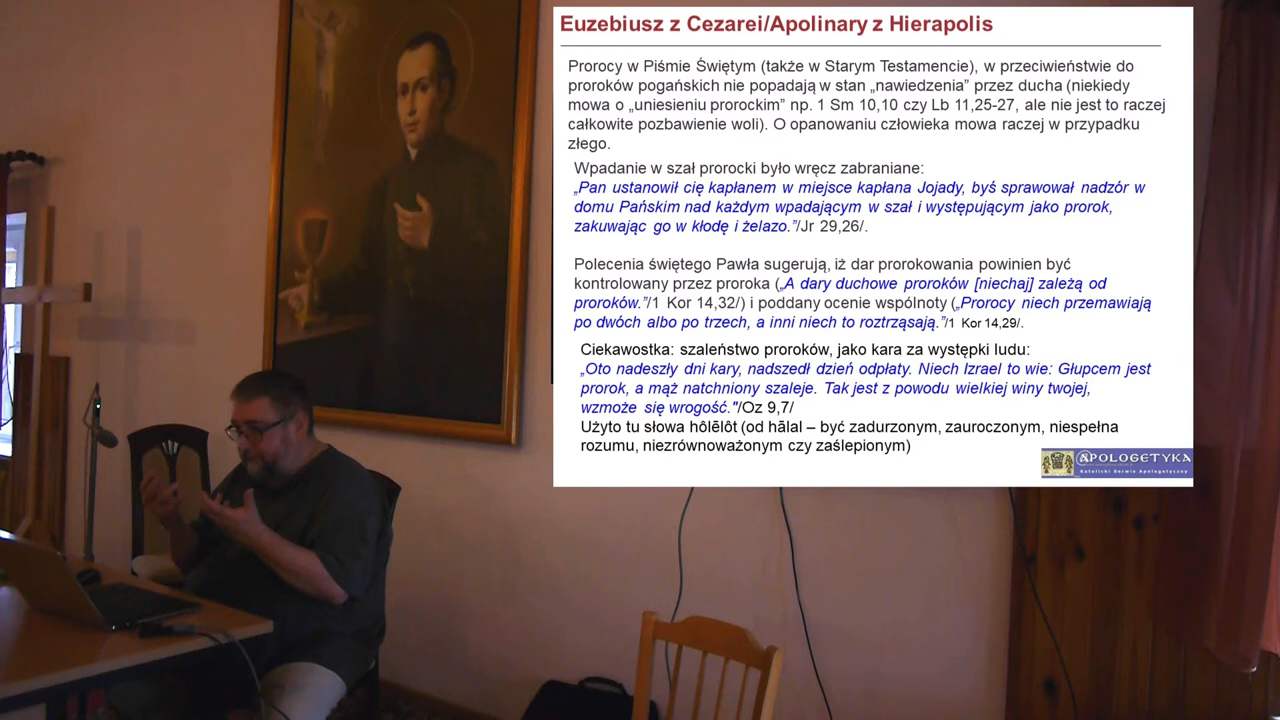 Euzebiusz z Cezarei/Apolinary z Hierapolis
Prorocy w Piśmie Świętym (także w Starym Testamencie), w przeciwieństwie do
proroków pogańskich nie popadają w stan „nawiedzenia” przez ducha (niekiedy
mowa o „uniesieniu prorockim” np. 1 Sm 10,10 czy Lb 11,25-27, ale nie jest to raczej
całkowite pozbawienie woli). O opanowaniu człowieka mowa raczej w przypadku
złego.
Wpadanie w szał prorocki było wręcz zabraniane:
„Pan ustanowił cię kapłanem w miejsce kapłana Jojady, byś sprawował nadzór w
domu Pańskim nad każdym wpadającym w szał i występującym jako prorok,
zakuwając go w kłodę i żelazo.”/Jr 29,26/.
Polecenia świętego Pawła sugerują, iż dar prorokowania powinien być
kontrolowany przez proroka („A dary duchowe proroków [niechaj] zależą od
proroków.”/1 Kor 14,32/) i poddany ocenie wspólnoty („Prorocy niech przemawiają
po dwóch albo po trzech, a inni niech to roztrząsają.”/1 Kor 14,29/.
Ciekawostka: szaleństwo proroków, jako kara za występki ludu:
„Oto nadeszły dni kary, nadszedł dzień odpłaty. Niech Izrael to wie: Głupcem jest
prorok, a mąż natchniony szaleje. Tak jest z powodu wielkiej winy twojej,
wzmoże się wrogość."/Oz 9,7/
Użyto tu słowa hōlēlōt (od hālal – być zadurzonym, zauroczonym, niespełna
rozumu, niezrównoważonym czy zaślepionym)
@POLOGETYKA
Katolicki Serwis Apologetyczny